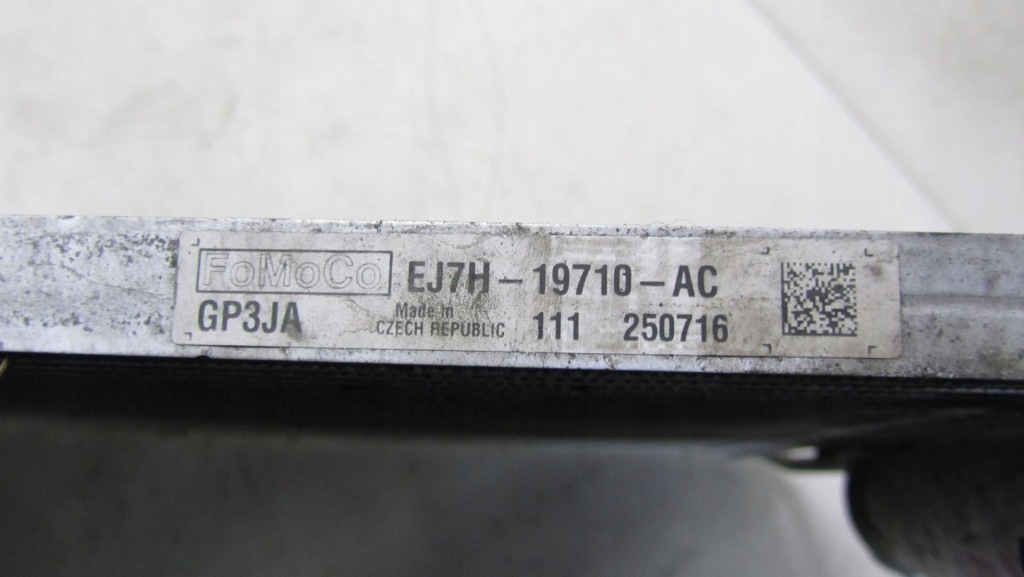 FoMoCo EJ7H-19710-AC
GP3JA Made in
CZECH REPUBLIC 111 250716